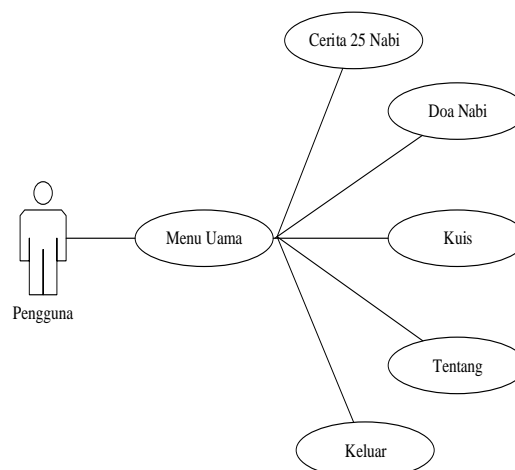 Cerita 25 Nabi
Doa Nabi
Menu Uama
Kuis
Pengguna
Tentang
Keluar